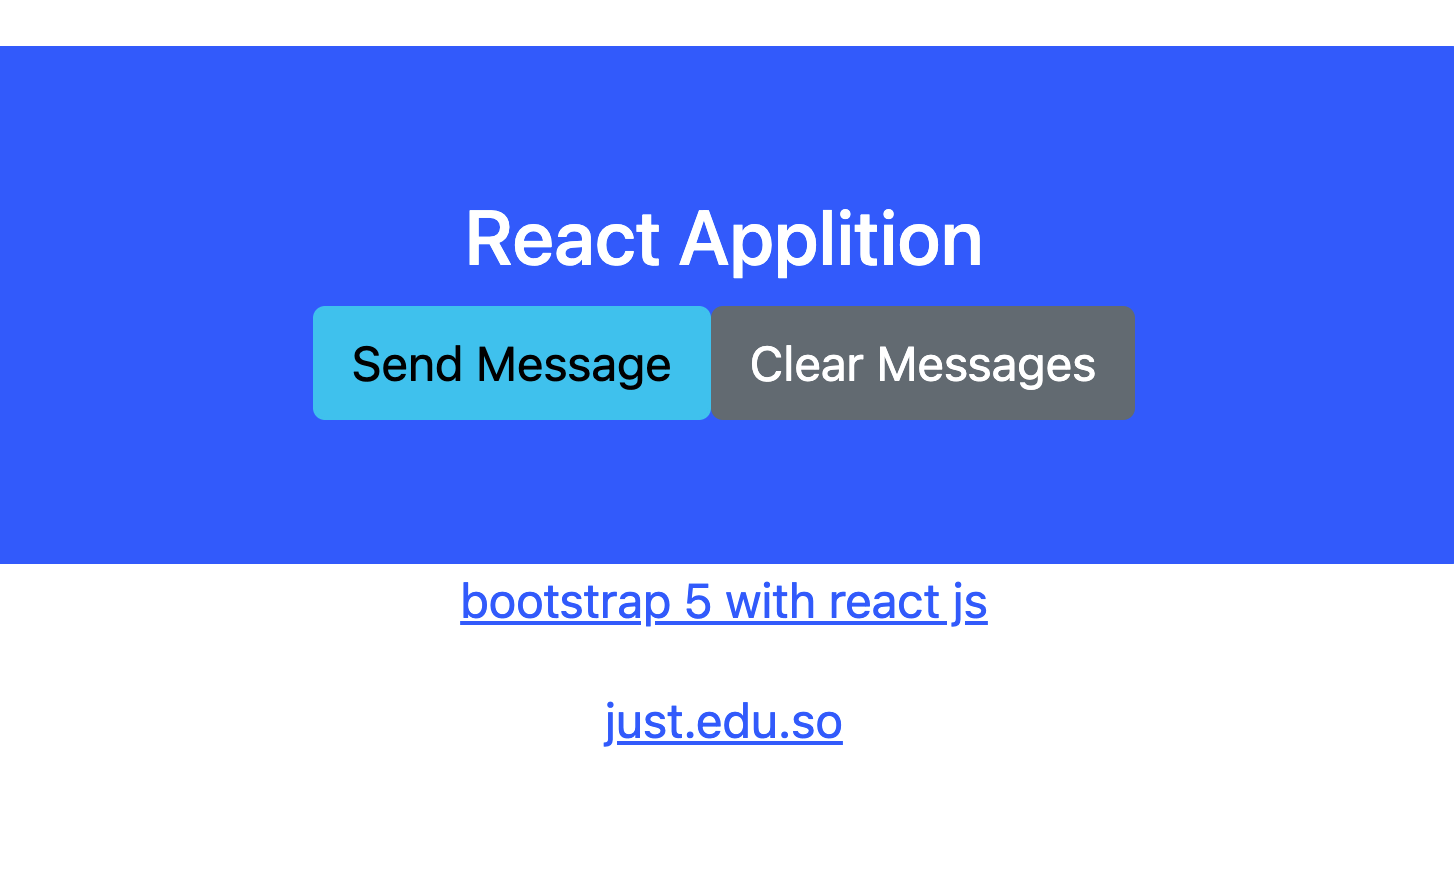 React Applition
Send Message Clear Messages
bootstrap 5 with react js
just.edu.so